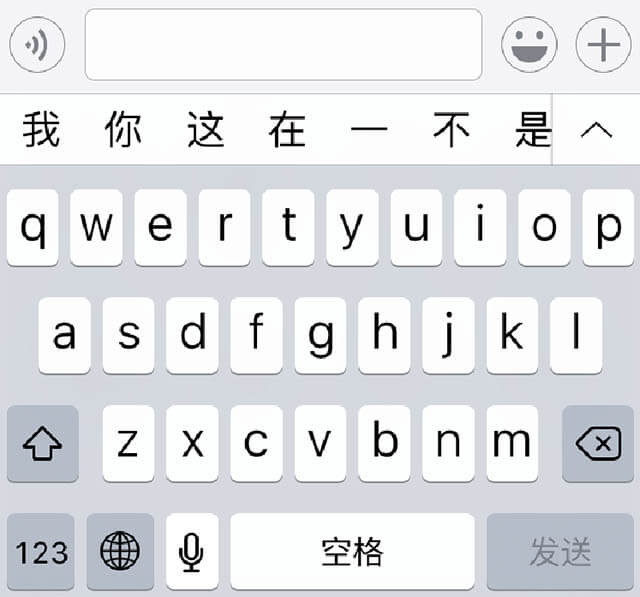 我 你 这 在 一 不 是
q w e r t y u i o p
a s d f g h j k l
z x c v b n m
123 空格 发送